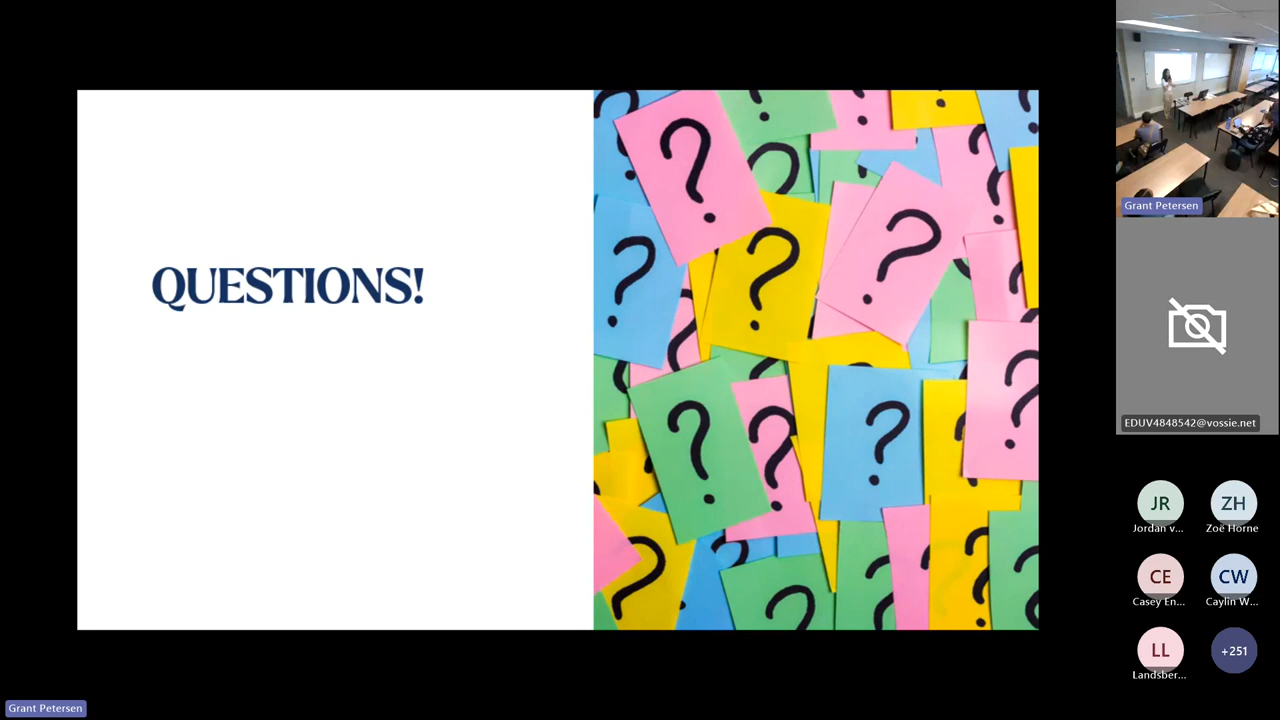 QUESTIONS!
Grant Petersen
EDUV4848542@vossie.net
JR
Jordan v...
ZH
Zoë Horne
CE
Casey En...
CW
Caylin W...
LL
Landsber...
+251
Grant Petersen